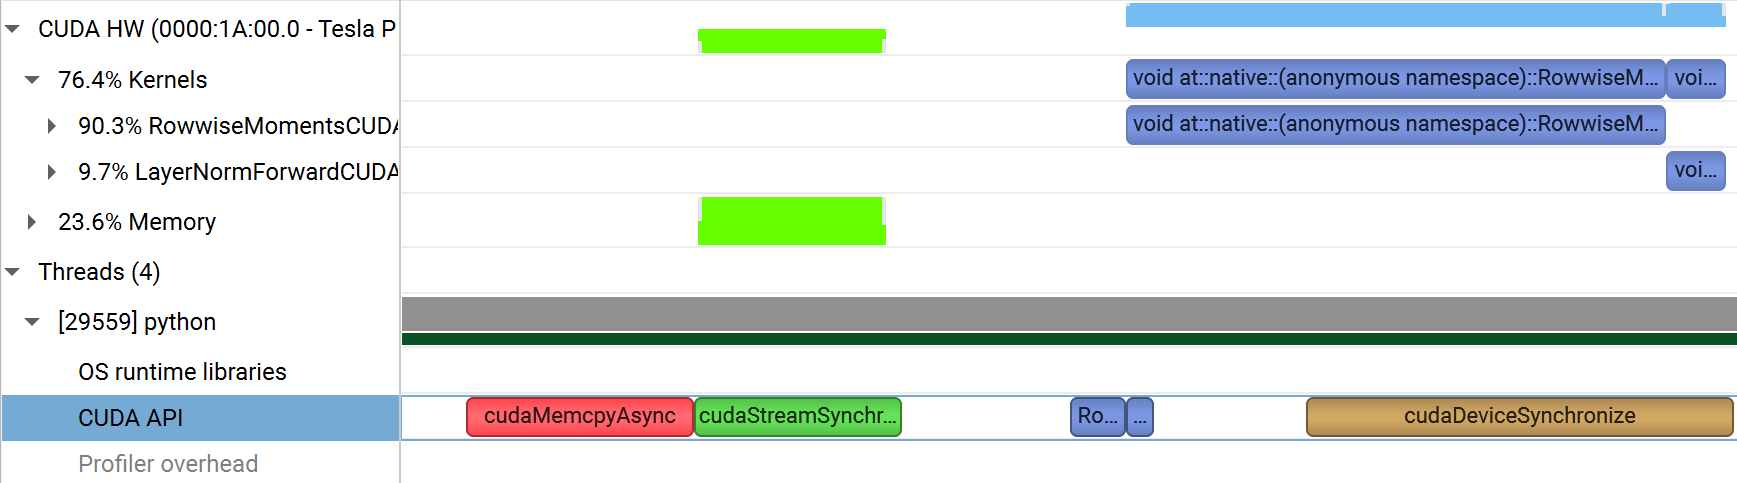 CUDA HW (0000:1A:00.0 - Tesla P
76.4% Kernels
void at::native::(anonymous namespace)::RowwiseM...
voi...
90.3% RowwiseMomentsCUDA
void at::native::(anonymous namespace)::RowwiseM...
9.7% LayerNormForwardCUDA
voi...
23.6% Memory
Threads (4)
[29559] python
OS runtime libraries
CUDA API
cudaMemcpyAsync
cudaStreamSynchr...
Ro...
...
cudaDeviceSynchronize
Profiler overhead